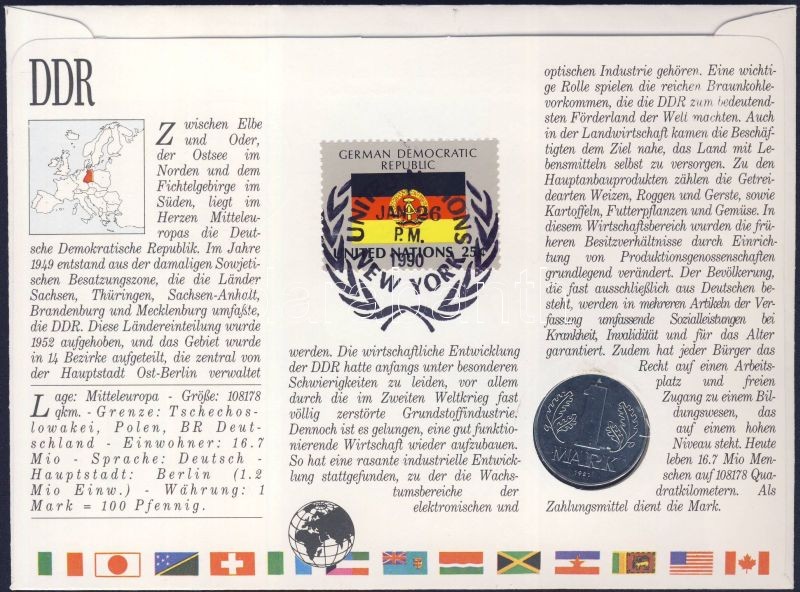 DDR
Zwischen Elbe
und Oder,
der Ostsee im
Norden und dem
Fichtelgebirge im
Süden, liegt im
Herzen Mitteleu-
ropas die Deut-
sche Demokratische Republik. Im Jahre
1949 entstand aus der damaligen Sowjeti-
schen Besatzungszone, die die Länder
Sachsen, Thüringen, Sachsen-Anhalt,
Brandenburg und Mecklenburg umfaßte,
die DDR. Diese Ländereinteilung wurde
1952 aufgehoben, und das Gebiet wurde
in 14 Bezirke aufgeteilt, die zentral von
der Hauptstadt Ost-Berlin verwaltet
Lage: Mitteleuropa - Größe: 108178
qkm. - Grenze: Tschechos-
lowakei, Polen, BR Deut-
schland - Einwohner: 16.7
Mio - Sprache: Deutsch -
Hauptstadt: Berlin (1.2
Mio Einw.) - Währung: 1
Mark = 100 Pfennig.
GERMAN DEMOCRATIC
REPUBLIC
UNITED NATIONS 25¢
UNITED NATIONS
JAN 26
P.M.
1990
NEW YORK
werden. Die wirtschaftliche Entwicklung
der DDR hatte anfangs unter besonderen
Schwierigkeiten zu leiden, vor allem
durch die im Zweiten Weltkrieg fast
völlig zerstörte Grundstoffindustrie.
Dennoch ist es gelungen, eine gut funktio-
nierende Wirtschaft wieder aufzubauen.
So hat eine rasante industrielle Entwick-
lung stattgefunden, zu der die Wachs-
tumsbereiche der
elektronischen und
optischen Industrie gehören. Eine wichti-
ge Rolle spielen die reichen Braunkohle-
vorkommen, die die DDR zum bedeutend-
sten Förderland der Welt machten. Auch
in der Landwirtschaft kamen die Beschäf-
tigten dem Ziel nahe, das Land mit Le-
bensmitteln selbst zu versorgen. Zu den
Hauptanbauprodukten zählen die Getrei-
dearten Weizen, Roggen und Gerste, sowie
Kartoffeln, Futterpflanzen und Gemüse. In
diesem Wirtschaftsbereich wurden die frü-
heren Besitzverhältnisse durch Einrich-
tung von Produktionsgenossenschaften
grundlegend verändert. Der Bevölkerung,
die fast ausschließlich aus Deutschen be-
steht, werden in mehreren Artikeln der Ver-
fassung umfassende Sozialleistungen bei
Krankheit, Invalidität und für das Alter
garantiert. Zudem hat jeder Bürger das
Recht auf einen Arbeits-
platz und freien
Zugang zu einem Bil-
dungswesen, das
auf einem hohen
Niveau steht. Heute
leben 16.7 Mio Men-
schen auf 108178 Qua-
dratkilometern. Als
Zahlungsmittel dient die Mark.
1
MARK